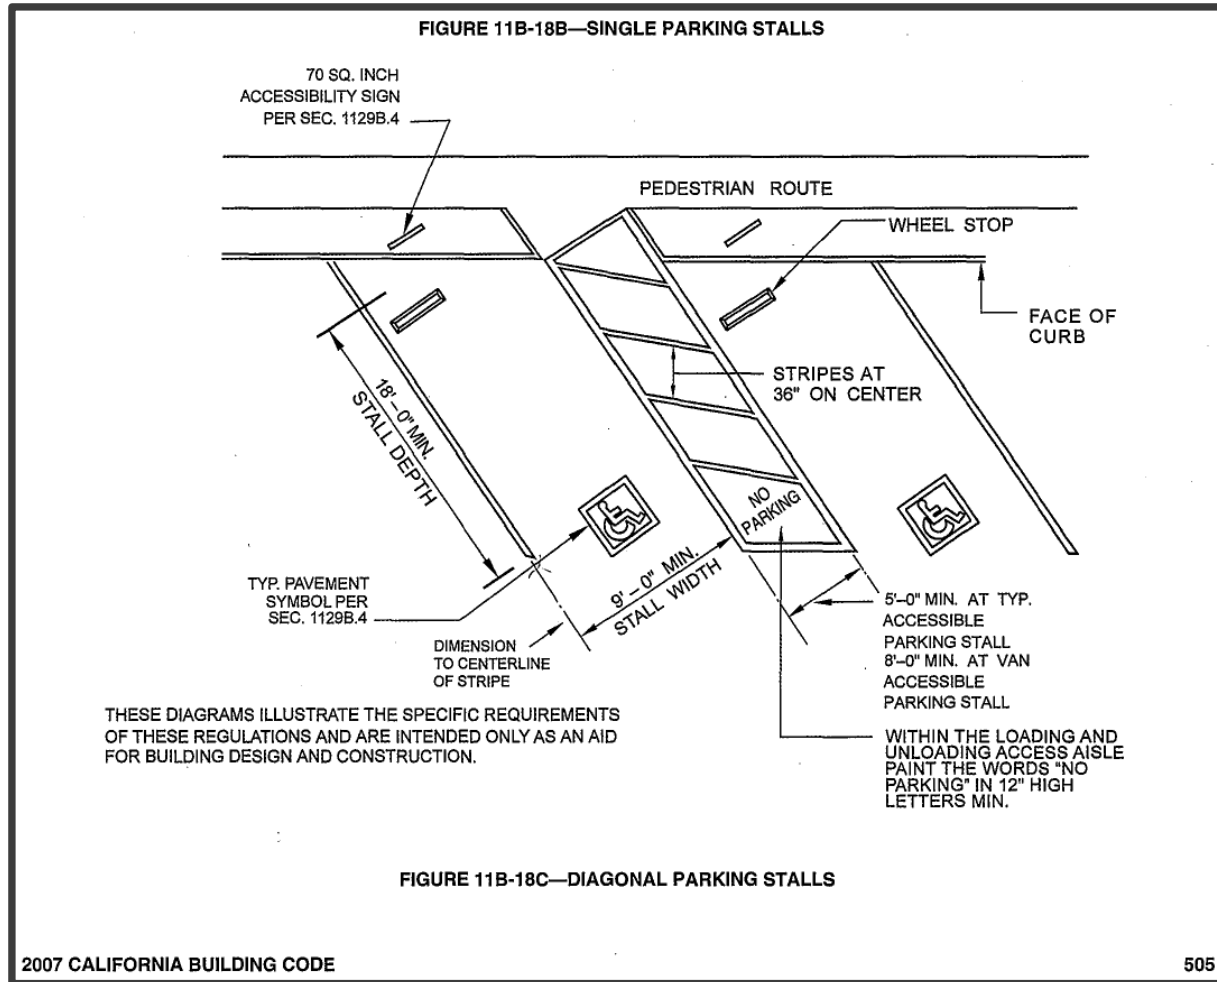 FIGURE 11B-18B—SINGLE PARKING STALLS
70 SQ. INCH
ACCESSIBILITY SIGN
PER SEC. 1129B.4
PEDESTRIAN ROUTE
WHEEL STOP
FACE OF
CURB
STRIPES AT
36" ON CENTER
18'–0" MIN.
STALL DEPTH
NO
PARKING
9'–0" MIN.
STALL WIDTH
TYP. PAVEMENT
SYMBOL PER
SEC. 1129B.4
DIMENSION
TO CENTERLINE
OF STRIPE
5'–0" MIN. AT TYP.
ACCESSIBLE
PARKING STALL
8'–0" MIN. AT VAN
ACCESSIBLE
PARKING STALL
THESE DIAGRAMS ILLUSTRATE THE SPECIFIC REQUIREMENTS
OF THESE REGULATIONS AND ARE INTENDED ONLY AS AN AID
FOR BUILDING DESIGN AND CONSTRUCTION.
WITHIN THE LOADING AND
UNLOADING ACCESS AISLE
PAINT THE WORDS "NO
PARKING" IN 12" HIGH
LETTERS MIN.
FIGURE 11B-18C—DIAGONAL PARKING STALLS
2007 CALIFORNIA BUILDING CODE
505